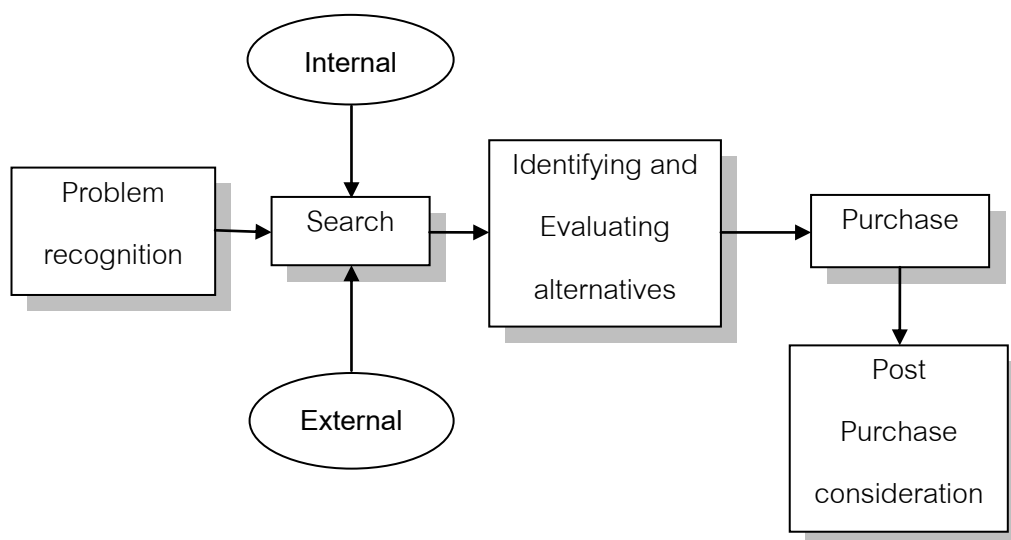 Internal
Problem
recognition
Search
Identifying and
Evaluating
alternatives
Purchase
External
Post
Purchase
consideration